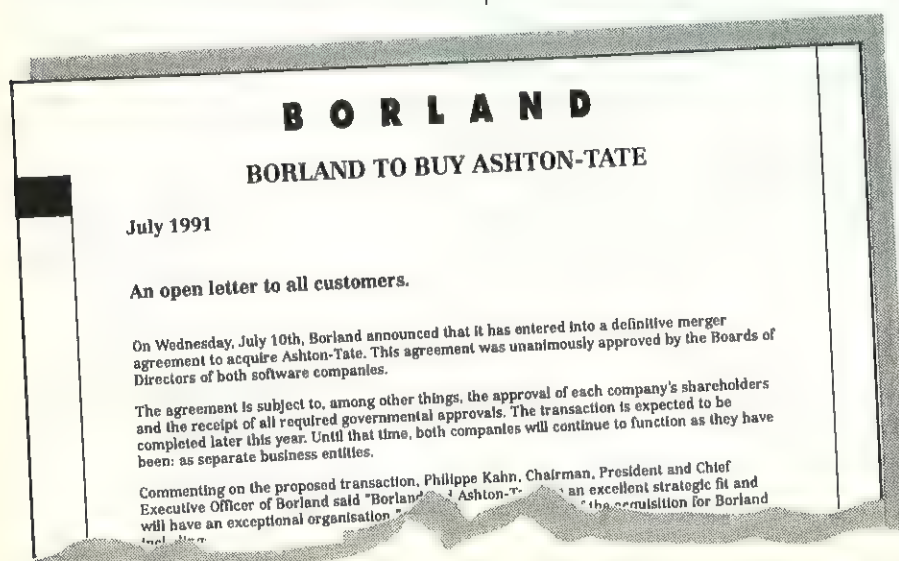 BORLAND
BORLAND TO BUY ASHTON-TATE
July 1991
An open letter to all customers.
On Wednesday, July 10th, Borland announced that it has entered into a definitive merger
agreement to acquire Ashton-Tate. This agreement was unanimously approved by the Boards of
Directors of both software companies.
The agreement is subject to, among other things, the approval of each company's shareholders
and the receipt of all required governmental approvals. The transaction is expected to be
completed later this year. Until that time, both companies will continue to function as they have
been: as separate business entities.
Commenting on the proposed transaction, Philippe Kahn, Chairman, President and Chief
Executive Officer of Borland said "Borland Ashton-T an excellent strategic fit and
will have an exceptional organisation the acquisition for Borland